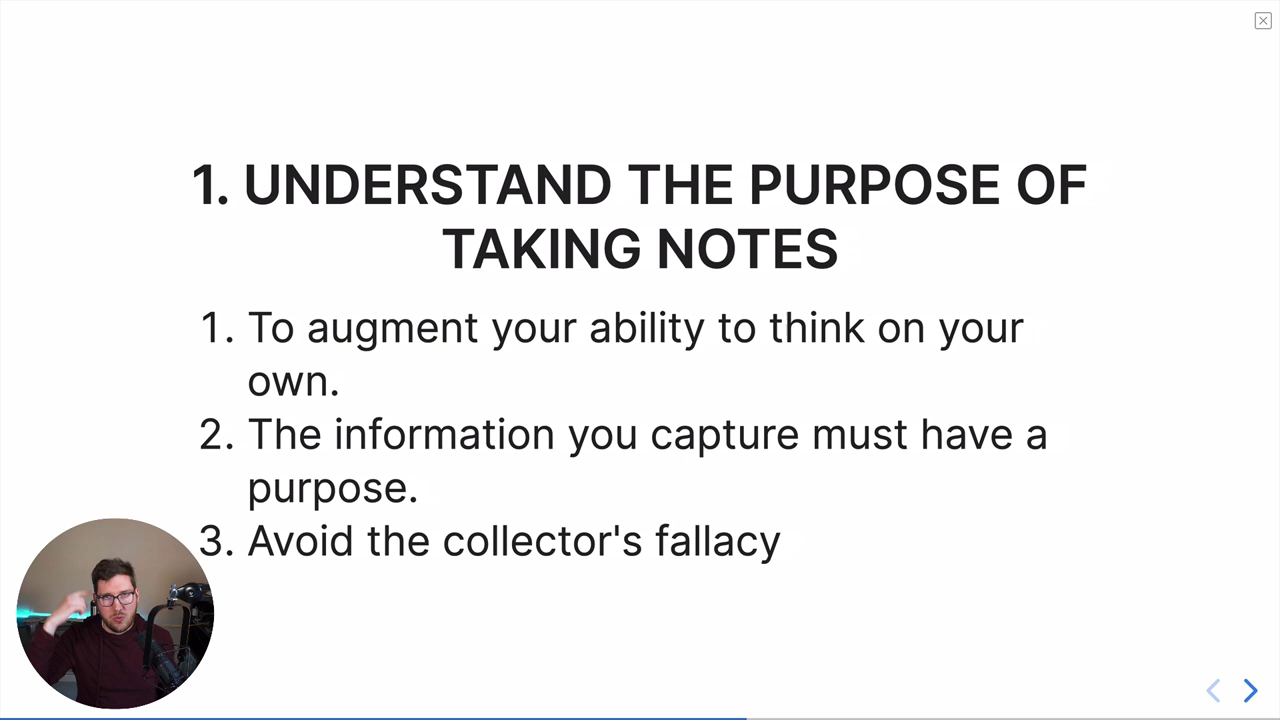 1. UNDERSTAND THE PURPOSE OF
TAKING NOTES
1. To augment your ability to think on your
own.
2. The information you capture must have a
purpose.
3. Avoid the collector's fallacy